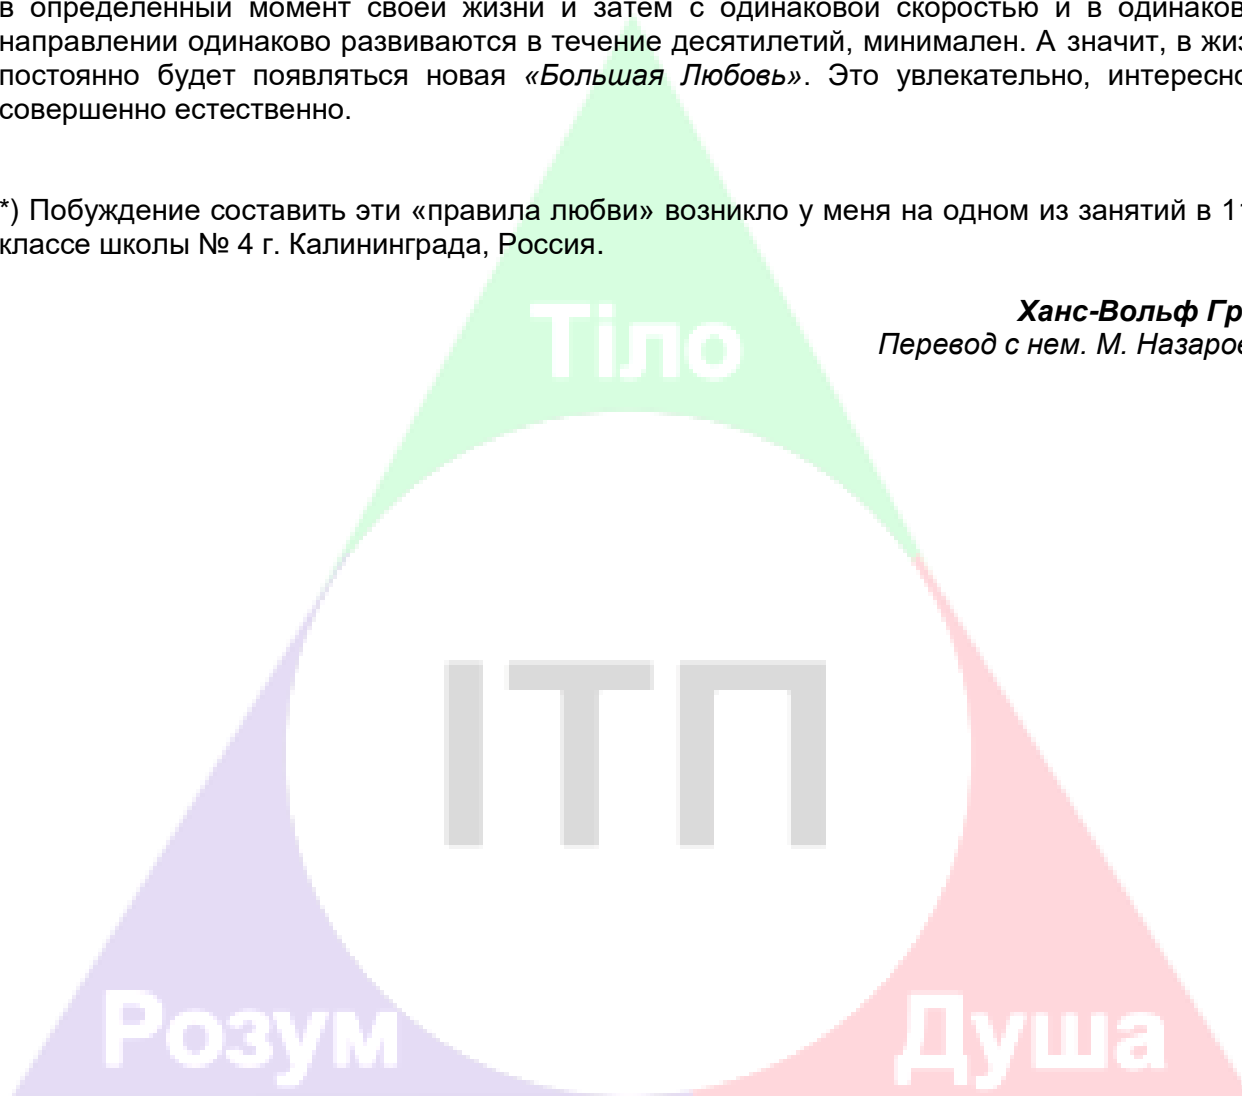 в определенный момент своей жизни и затем с одинаковой скоростью и в одинаков
направлении одинаково развиваются в течение десятилетий, минимален. А значит, в жиз
постоянно будет появляться новая «Большая Любовь». Это увлекательно, интересно
совершенно естественно.
*) Побуждение составить эти «правила любви» возникло у меня на одном из занятий в 11
классе школы № 4 г. Калининграда, Россия.
Ханс-Вольф Гр
Перевод с нем. М. Назаров
Тіло
ІТП
Розум
Душа